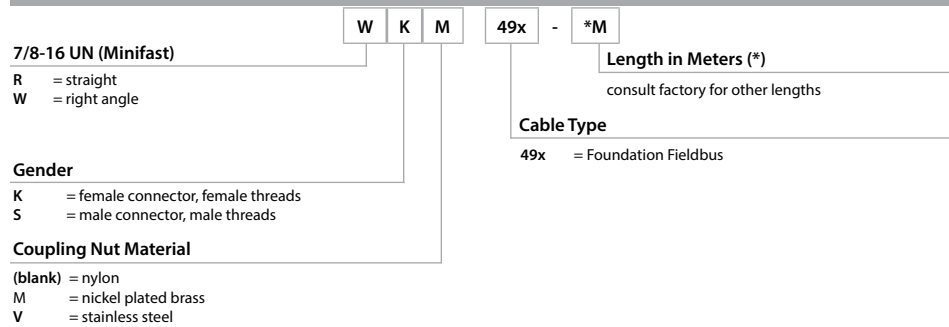 W K M 49x - *M
7/8-16 UN (Minifast)
R = straight
W = right angle
Length in Meters (*)
consult factory for other lengths
Cable Type
49x = Foundation Fieldbus
Gender
K = female connector, female threads
S = male connector, male threads
Coupling Nut Material
(blank) = nylon
M = nickel plated brass
V = stainless steel